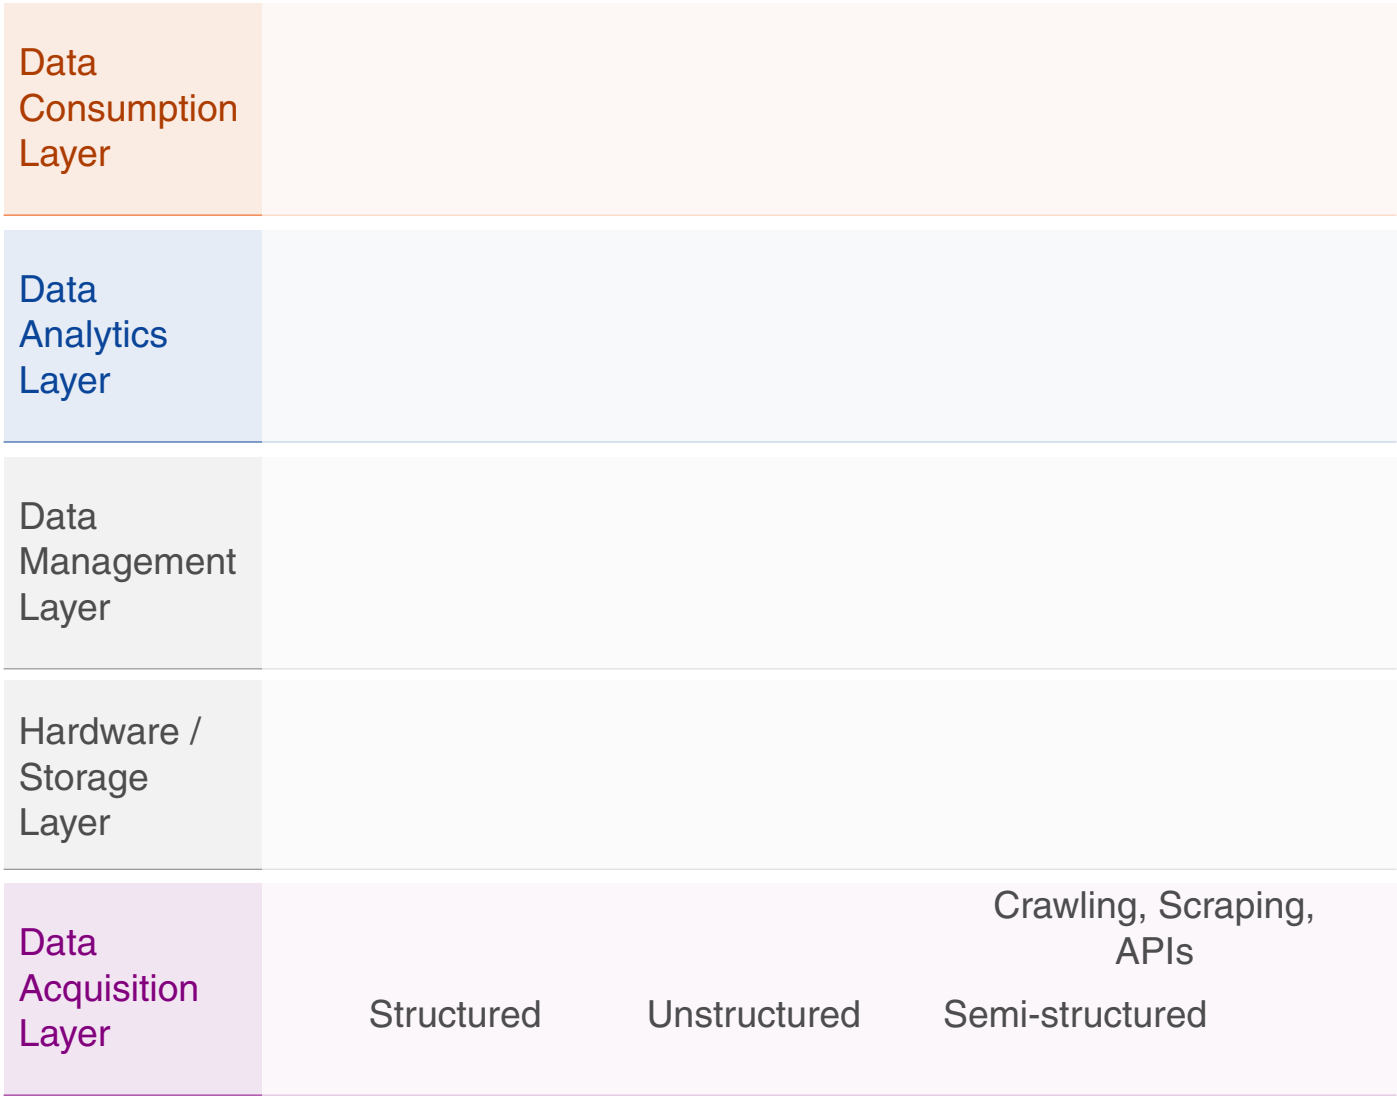 Data
Consumption
Layer
Data
Analytics
Layer
Data
Management
Layer
Hardware /
Storage
Layer
Data
Acquisition
Layer
Crawling, Scraping,
APIs
Structured
Unstructured
Semi-structured